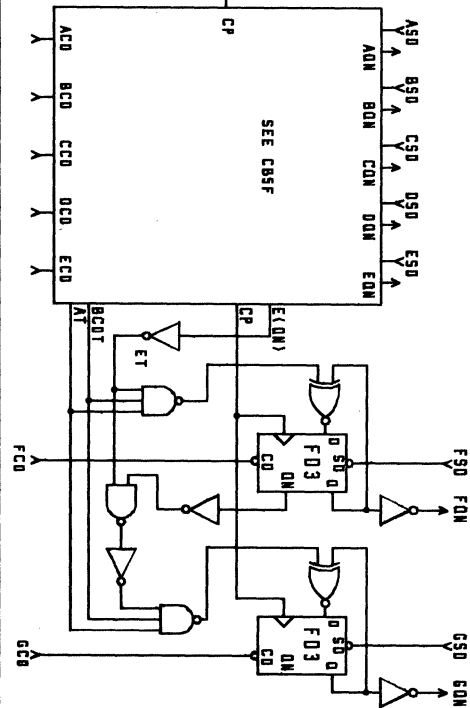 ASD
AQN
BSD
BQN
CSD
CQN
DSD
DQN
ESD
EQN
CP
SEE CB5F
ACD
BCD
CCD
DCD
ECD
E(QN)
CP
BCDT
AT
ET
D
SD
FD3
Q
CD
QN
FSD
FQN
FCD
D
SD
FD3
Q
CD
QN
GSD
GQN
GCD